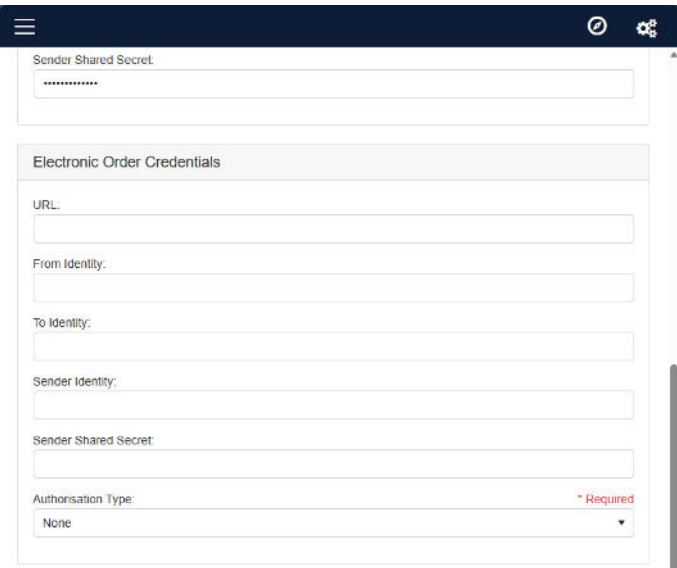 Sender Shared Secret:
•••••••••••••
Electronic Order Credentials
URL:
From Identity:
To Identity:
Sender Identity:
Sender Shared Secret:
Authorisation Type:
* Required
None